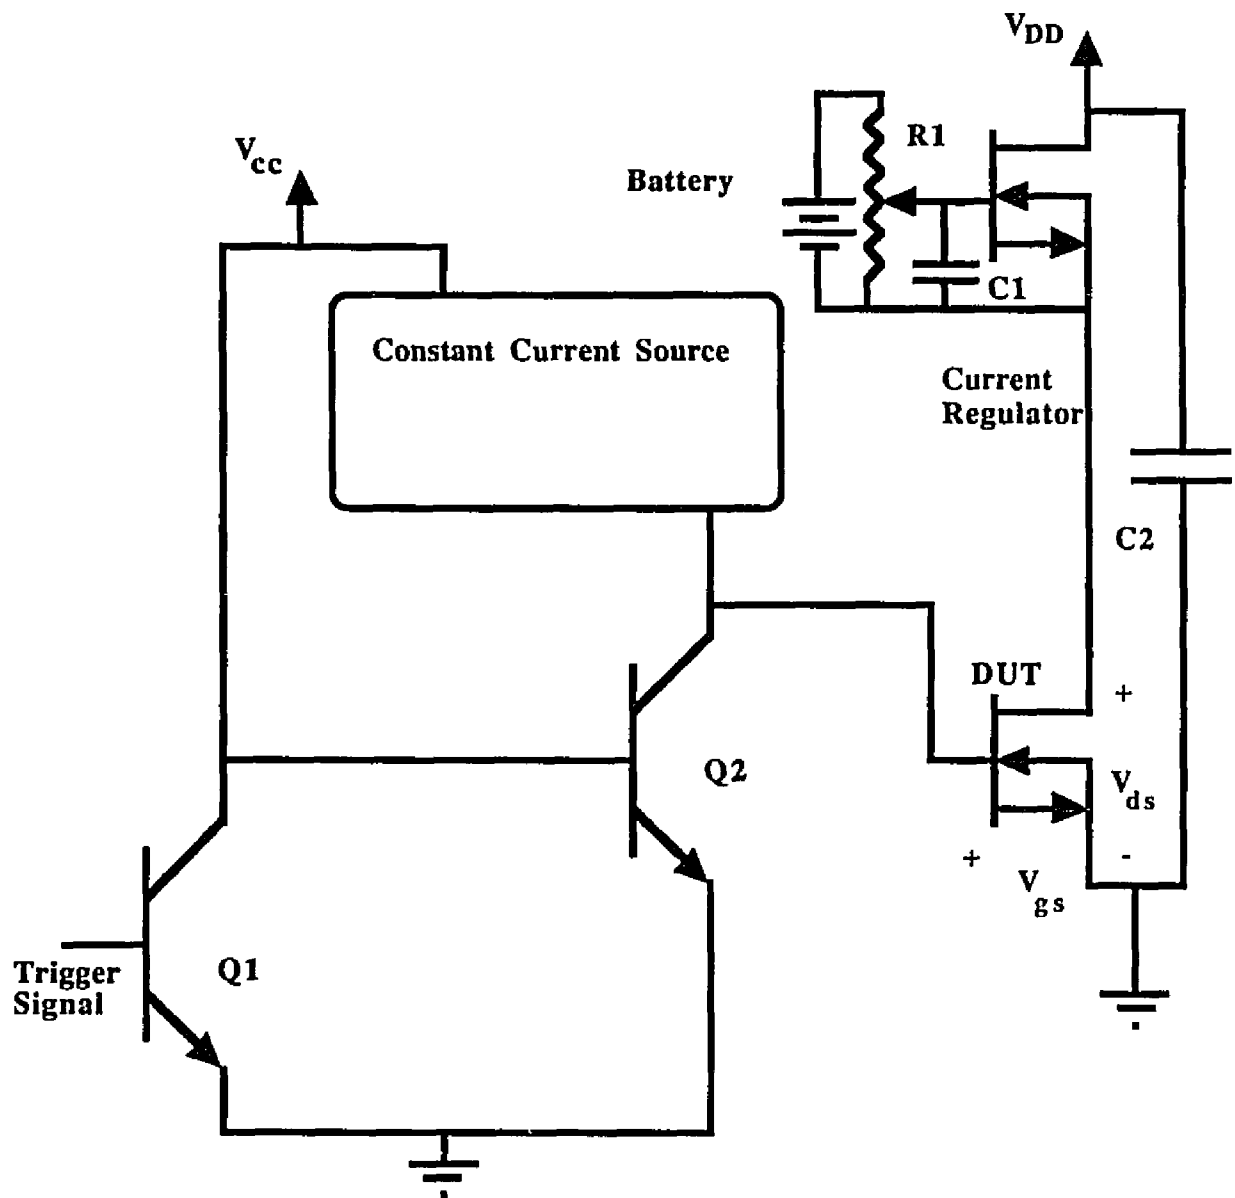 V_DD
R1
V_cc
Battery
C1
Constant Current Source
Current
Regulator
C2
DUT
+
Q2
V_ds
+
-
V_gs
Q1
Trigger
Signal